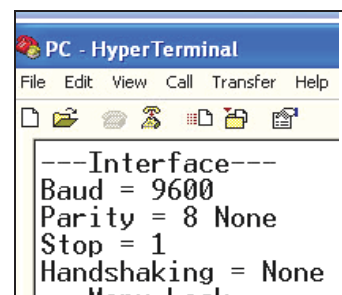 PC - HyperTerminal
File Edit View Call Transfer Help
---Interface---
Baud = 9600
Parity = 8 None
Stop = 1
Handshaking = None